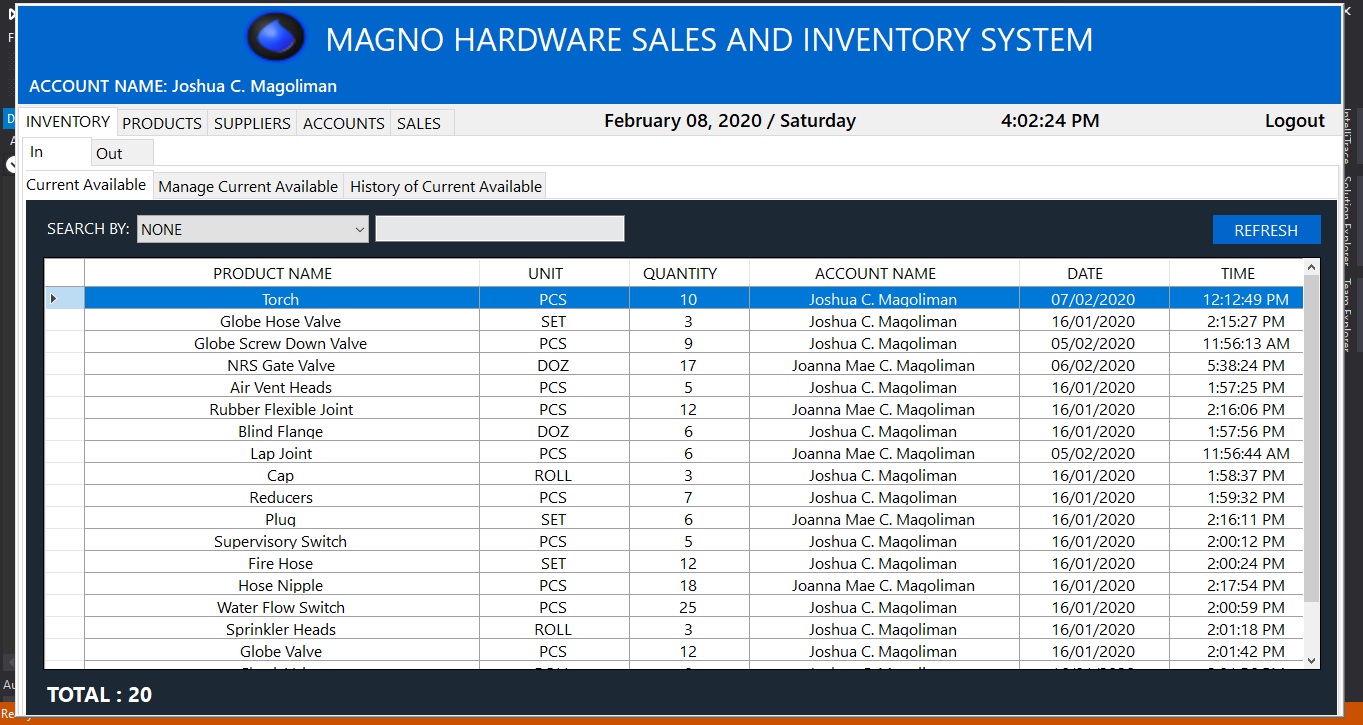 MAGNO HARDWARE SALES AND INVENTORY SYSTEM
ACCOUNT NAME: Joshua C. Magoliman
INVENTORY PRODUCTS SUPPLIERS ACCOUNTS SALES February 08, 2020 / Saturday 4:02:24 PM Logout
In Out
Current Available Manage Current Available History of Current Available
SEARCH BY: NONE REFRESH
PRODUCT NAME UNIT QUANTITY ACCOUNT NAME DATE TIME
Torch PCS 10 Joshua C. Magoliman 07/02/2020 12:12:49 PM
Globe Hose Valve SET 3 Joshua C. Magoliman 16/01/2020 2:15:27 PM
Globe Screw Down Valve PCS 9 Joshua C. Magoliman 05/02/2020 11:56:13 AM
NRS Gate Valve DOZ 17 Joanna Mae C. Magoliman 06/02/2020 5:38:24 PM
Air Vent Heads PCS 5 Joshua C. Magoliman 16/01/2020 1:57:25 PM
Rubber Flexible Joint PCS 12 Joanna Mae C. Magoliman 16/01/2020 2:16:06 PM
Blind Flange DOZ 6 Joshua C. Magoliman 16/01/2020 1:57:56 PM
Lap Joint PCS 6 Joanna Mae C. Magoliman 05/02/2020 11:56:44 AM
Cap ROLL 3 Joshua C. Magoliman 16/01/2020 1:58:37 PM
Reducers PCS 7 Joshua C. Magoliman 16/01/2020 1:59:32 PM
Plug SET 6 Joanna Mae C. Magoliman 16/01/2020 2:16:11 PM
Supervisory Switch PCS 5 Joshua C. Magoliman 16/01/2020 2:00:12 PM
Fire Hose SET 12 Joshua C. Magoliman 16/01/2020 2:00:24 PM
Hose Nipple PCS 18 Joanna Mae C. Magoliman 16/01/2020 2:17:54 PM
Water Flow Switch PCS 25 Joshua C. Magoliman 16/01/2020 2:00:59 PM
Sprinkler Heads ROLL 3 Joshua C. Magoliman 16/01/2020 2:01:18 PM
Globe Valve PCS 12 Joshua C. Magoliman 16/01/2020 2:01:42 PM
TOTAL : 20
IntelliTrace
Solution Explorer
Team Explorer